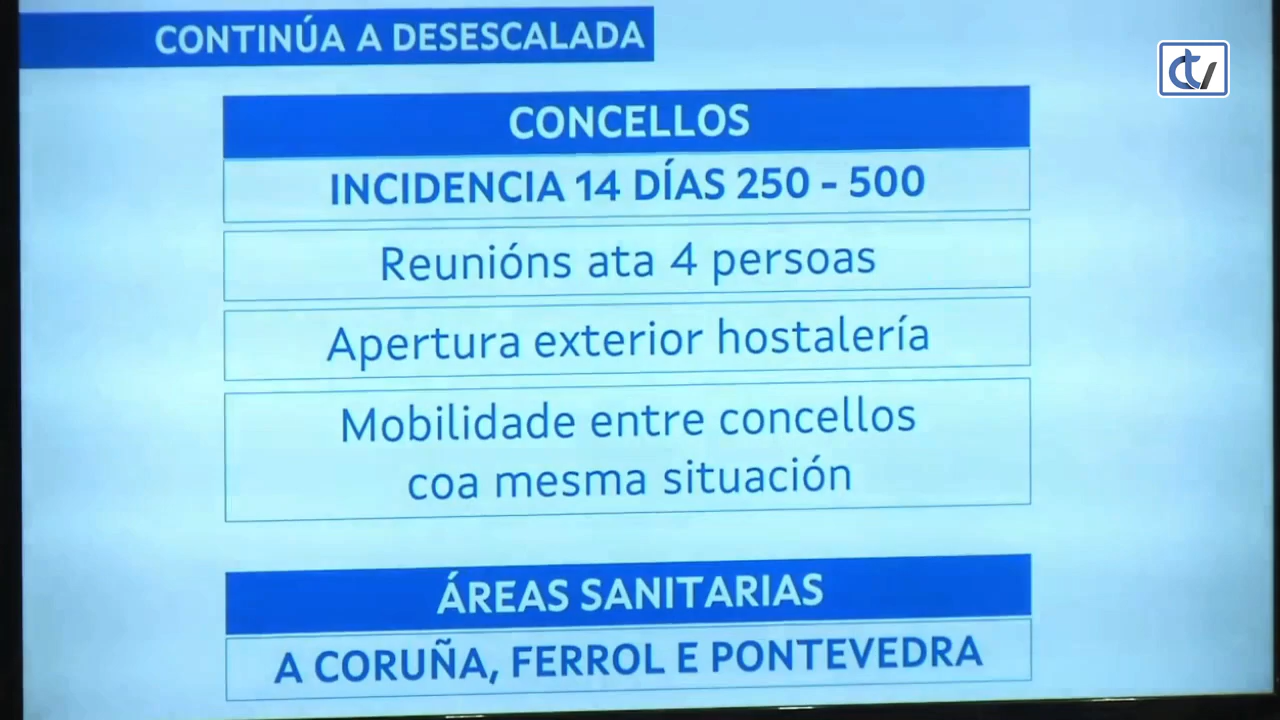 CONTINÚA A DESESCALADA
CONCELLOS
INCIDENCIA 14 DÍAS 250 - 500
Reunións ata 4 persoas
Apertura exterior hostalería
Mobilidade entre concellos
coa mesma situación
ÁREAS SANITARIAS
A CORUÑA, FERROL E PONTEVEDRA